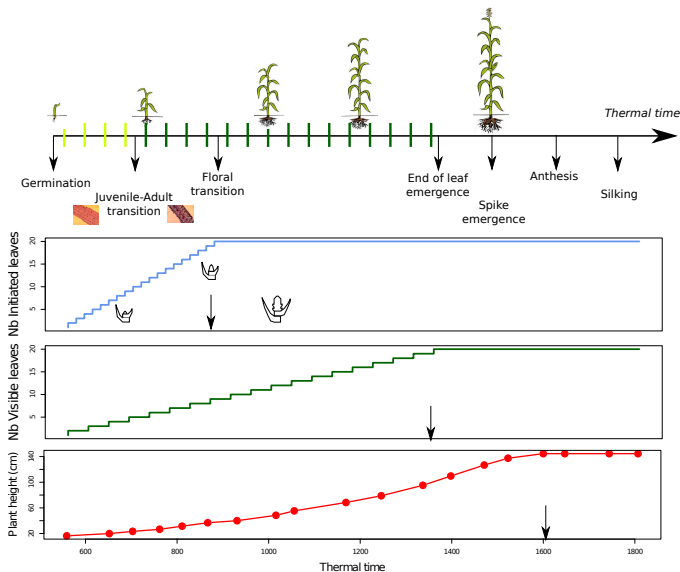 Thermal time
Germination
Juvenile-Adult
transition
Floral
transition
End of leaf
emergence
Spike
emergence
Anthesis
Silking
Nb Initiated leaves
20
15
10
5
Nb Visible leaves
20
15
10
5
Plant height (cm)
140
100
60
20
600 800 1000 1200 1400 1600 1800
Thermal time